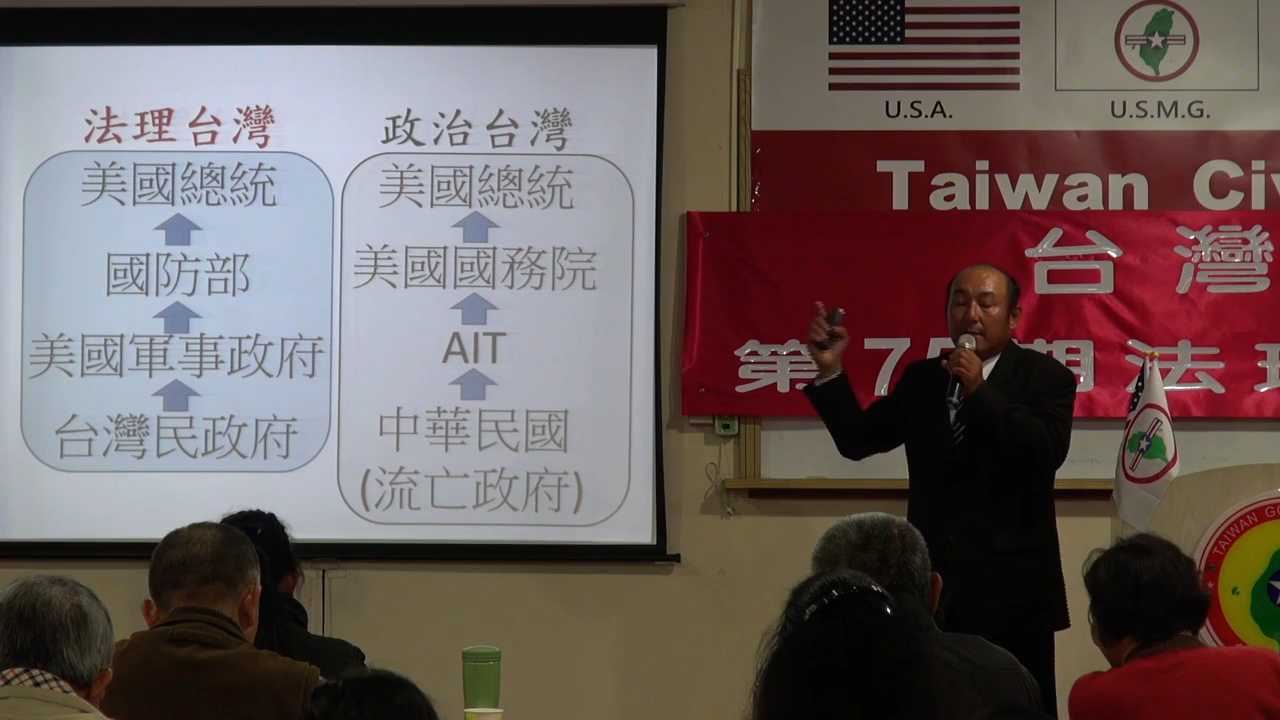 法理台灣
美國總統
國防部
美國軍事政府
台灣民政府
政治台灣
美國總統
美國國務院
AIT
中華民國
(流亡政府)
U.S.A.
U.S.M.G.
Taiwan Civ
台灣
第7 期法理
TAIWAN GO